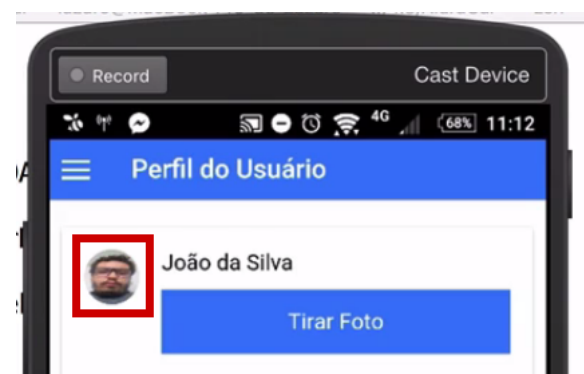 Record
Cast Device
4G 68% 11:12
Perfil do Usuário
João da Silva
Tirar Foto